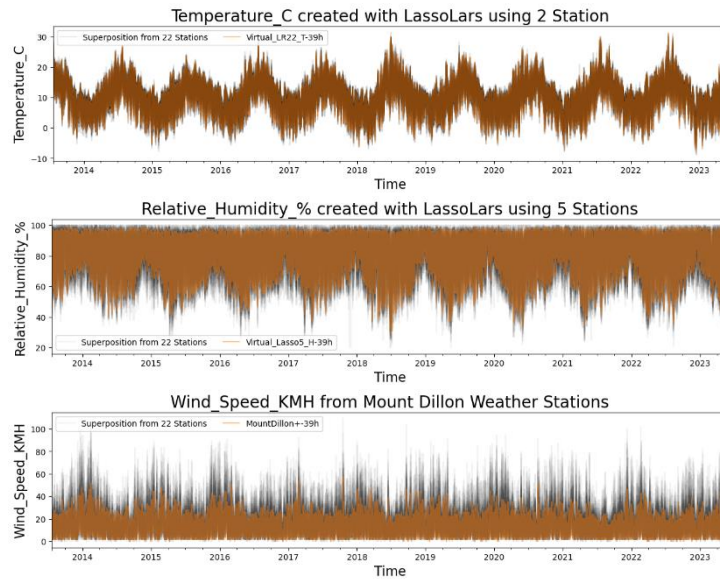 Temperature_C created with LassoLars using 2 Station
Superposition from 22 Stations Virtual_LR22_T-39h
Temperature_C
30
20
10
0
−10
2014 2015 2016 2017 2018 2019 2020 2021 2022 2023
Time
Relative_Humidity_% created with LassoLars using 5 Stations
Relative_Humidity_%
100
80
60
40
20
Superposition from 22 Stations Virtual_Lasso5_H-39h
2014 2015 2016 2017 2018 2019 2020 2021 2022 2023
Time
Wind_Speed_KMH from Mount Dillon Weather Stations
Superposition from 22 Stations MountDillon+-39h
Wind_Speed_KMH
100
80
60
40
20
0
2014 2015 2016 2017 2018 2019 2020 2021 2022 2023
Time